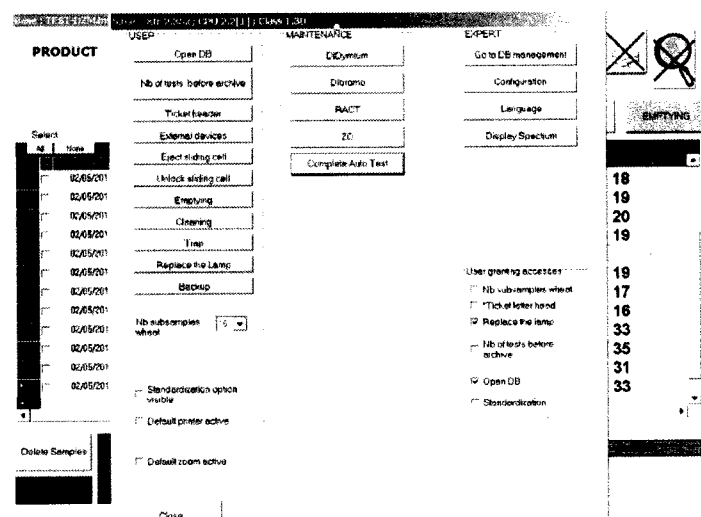 PRODUCT
Select
All None
02/05/201
02/05/201
02/05/201
02/05/201
02/05/201
02/05/201
02/05/201
02/05/201
02/05/201
02/05/201
02/05/201
02/05/201
Delete Samples
Class 1.30
USER
Open DB
Nb of tests before archive
Ticket header
External devices
Eject sliding cell
Unlock sliding cell
Emptying
Cleaning
Trap
Replace the Lamp
Backup
Nb subsamples
wheat
Standardization option
visible
Default printer active
Default zoom active
Close
MAINTENANCE
DiDymium
Dibromo
RACT
ZC
Complete Auto Test
EXPERT
Go to DB management
Configuration
Language
Display Spectrum
User granting accesses
Nb subsamples wheat
Ticket letter head
Replace the lamp
Nb of tests before
archive
Open DB
Standardization
EMPTYING
18
19
20
19
19
17
16
33
35
31
33